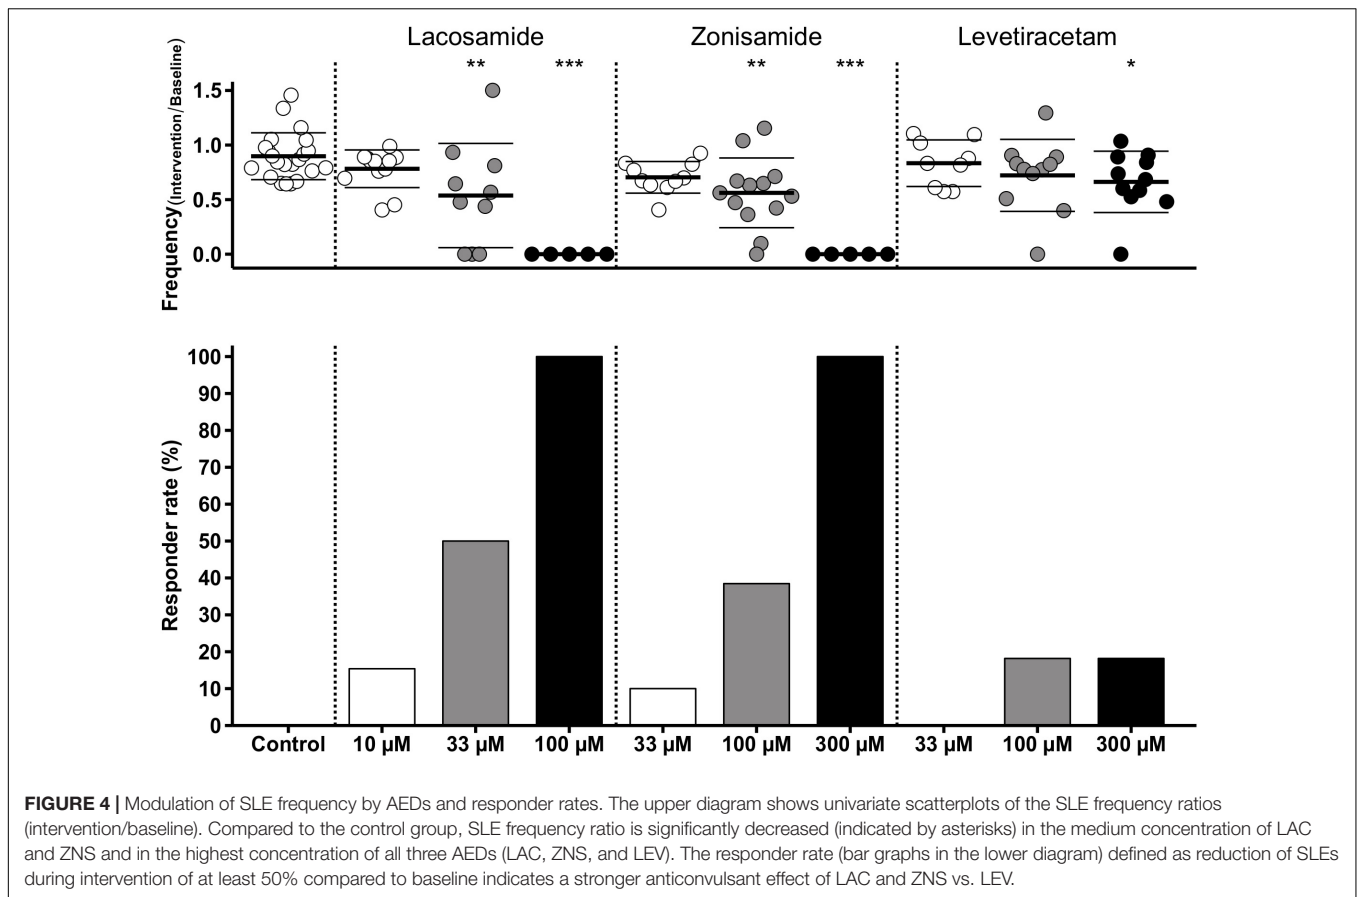 Lacosamide Zonisamide Levetiracetam
** *** ** *** *
Frequency(Intervention/Baseline)
1.5
1.0
0.5
0.0
Responder rate (%)
100
90
80
70
60
50
40
30
20
10
0
Control 10 µM 33 µM 100 µM 33 µM 100 µM 300 µM 33 µM 100 µM 300 µM
FIGURE 4 | Modulation of SLE frequency by AEDs and responder rates. The upper diagram shows univariate scatterplots of the SLE frequency ratios
(intervention/baseline). Compared to the control group, SLE frequency ratio is significantly decreased (indicated by asterisks) in the medium concentration of LAC
and ZNS and in the highest concentration of all three AEDs (LAC, ZNS, and LEV). The responder rate (bar graphs in the lower diagram) defined as reduction of SLEs
during intervention of at least 50% compared to baseline indicates a stronger anticonvulsant effect of LAC and ZNS vs. LEV.